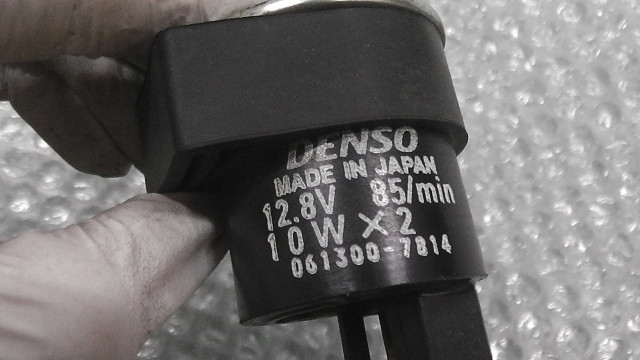 DENSO
MADE IN JAPAN
12.8V 85/min
10W×2
061300-7814